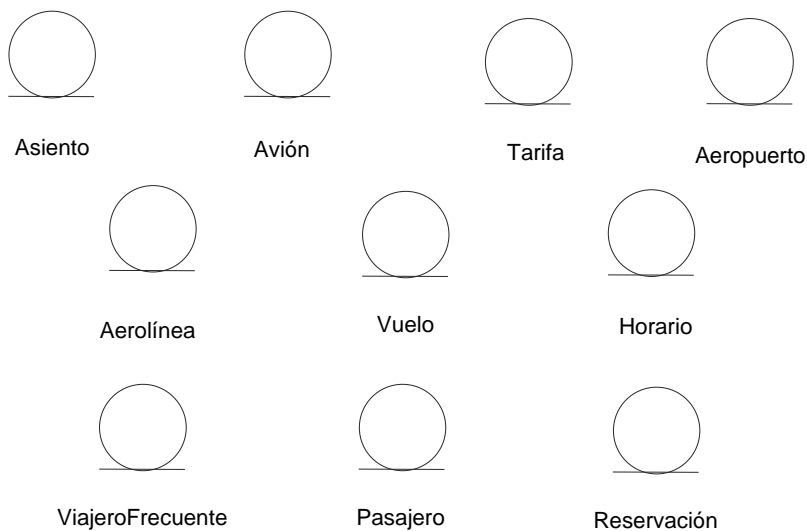 Asiento
Avión
Tarifa
Aeropuerto
Aerolínea
Vuelo
Horario
ViajeroFrecuente
Pasajero
Reservación